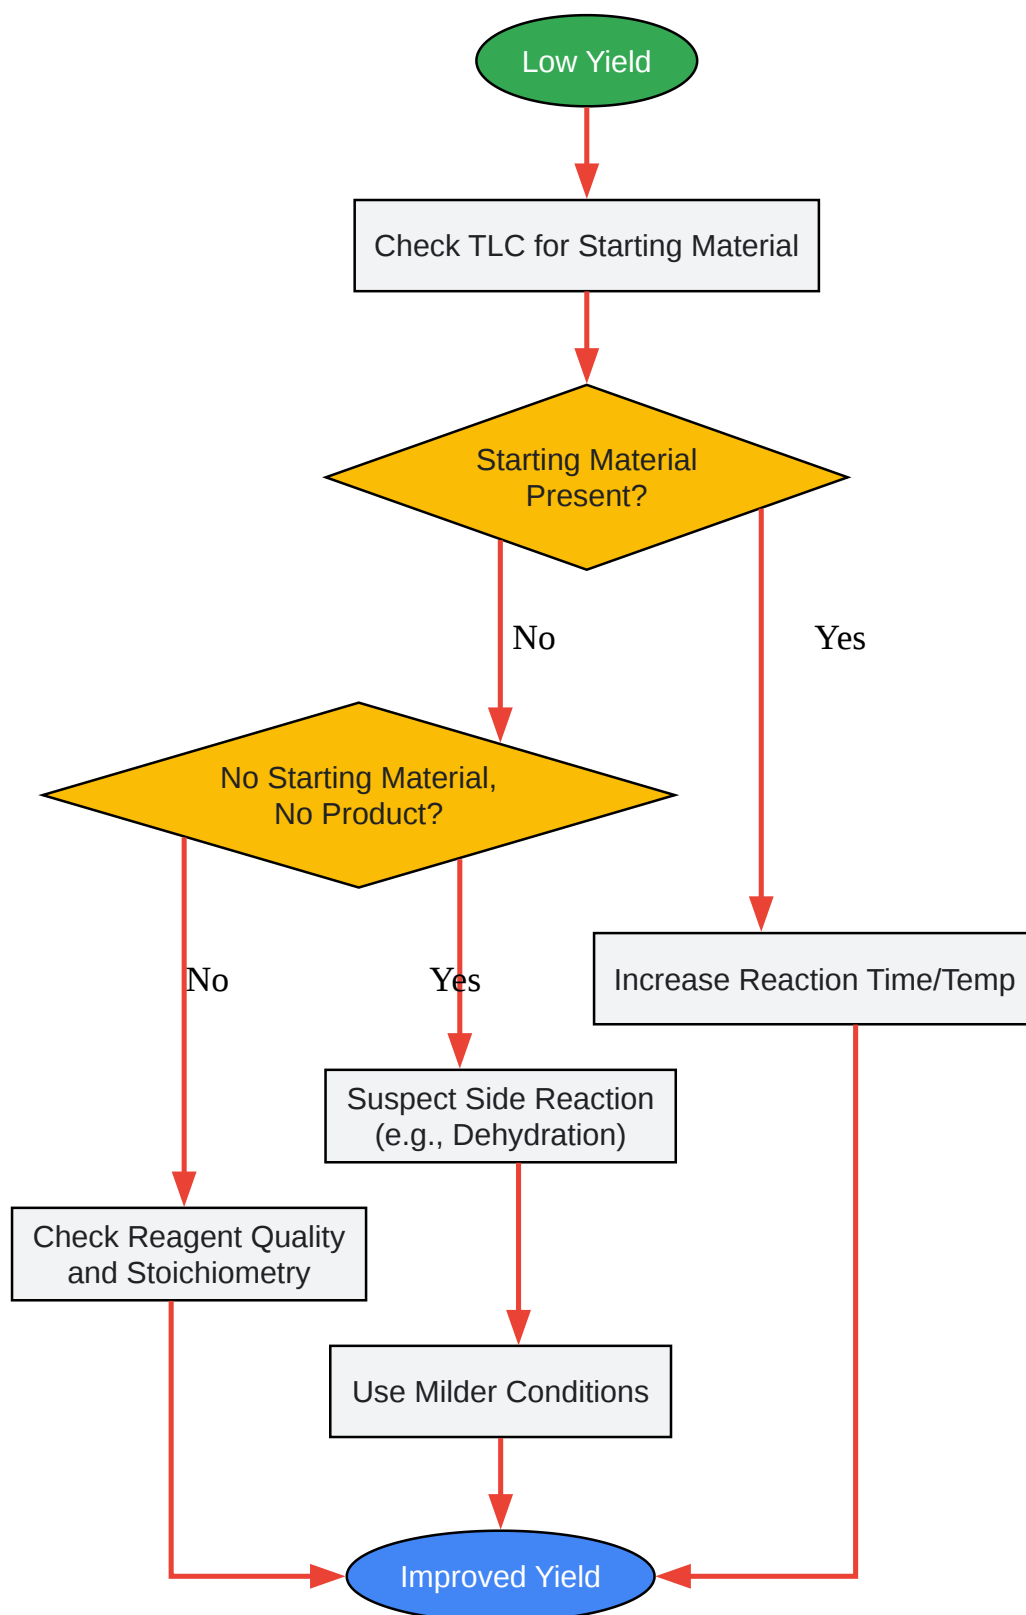 Low Yield
Check TLC for Starting Material
Starting Material
Present?
No
Yes
No Starting Material,
No Product?
No
Yes
Increase Reaction Time/Temp
Suspect Side Reaction
(e.g., Dehydration)
Check Reagent Quality
and Stoichiometry
Use Milder Conditions
Improved Yield